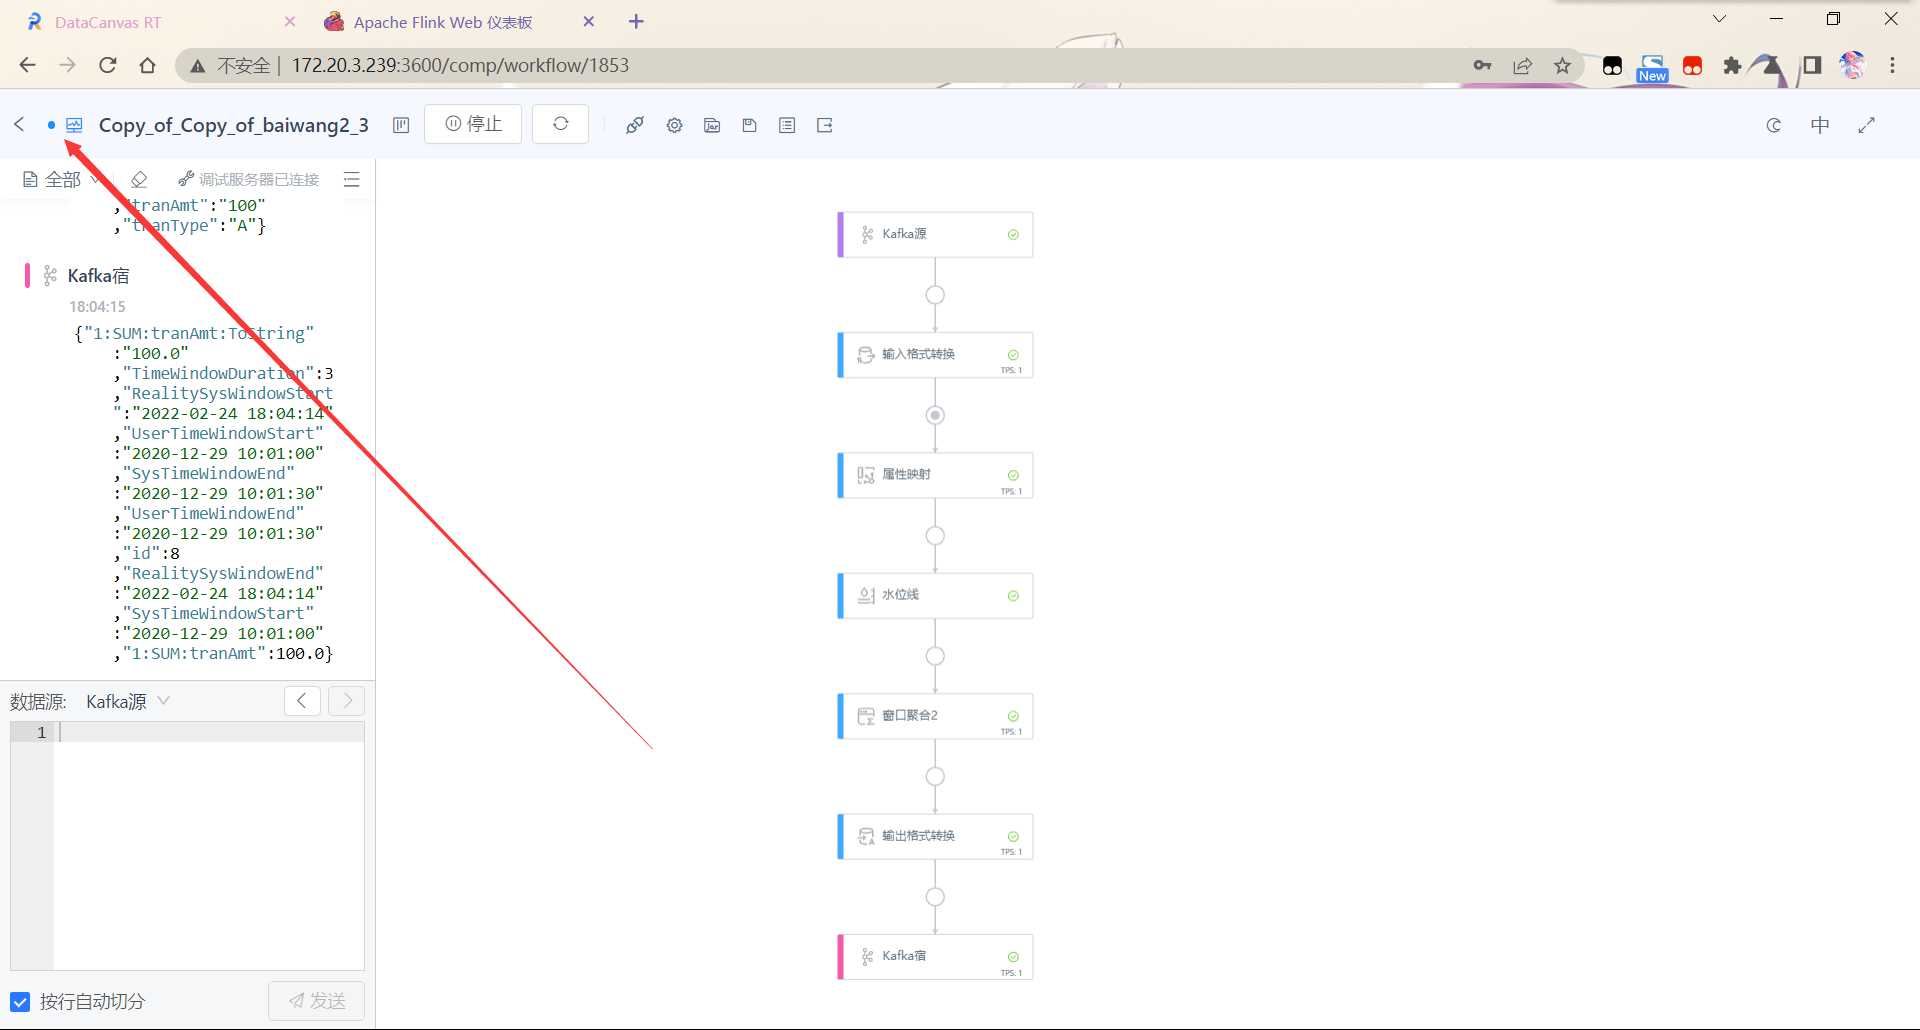 DataCanvas RT
Apache Flink Web 仪表板
不安全
172.20.3.239:3600/comp/workflow/1853
New
Copy_of_Copy_of_baiwang2_3
停止
Jar
中
全部
调试服务器已连接
,"tranAmt":"100"
,"tranType":"A"}
Kafka宿
18:04:15
{"1:SUM:tranAmt:ToString"
:"100.0"
,"TimeWindowDuration":3
,"RealitySysWindowStart
":"2022-02-24 18:04:14"
,"UserTimeWindowStart"
:"2020-12-29 10:01:00"
,"SysTimeWindowEnd"
:"2020-12-29 10:01:30"
,"UserTimeWindowEnd"
:"2020-12-29 10:01:30"
,"id":8
,"RealitySysWindowEnd"
:"2022-02-24 18:04:14"
,"SysTimeWindowStart"
:"2020-12-29 10:01:00"
,"1:SUM:tranAmt":100.0}
数据源:
Kafka源
1
按行自动切分
发送
Kafka源
输入格式转换
TPS: 1
属性映射
TPS: 1
水位线
窗口聚合2
TPS: 1
输出格式转换
TPS: 1
Kafka宿
TPS: 1